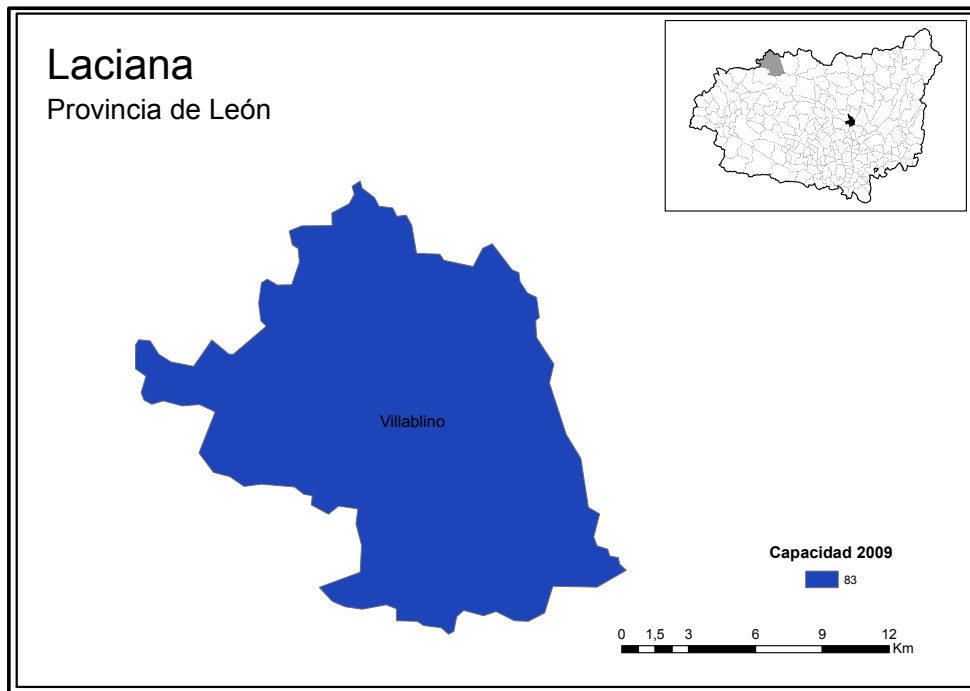 Laciana
Provincia de León
Villablino
Capacidad 2009
83
0 1,5 3 6 9 12
Km